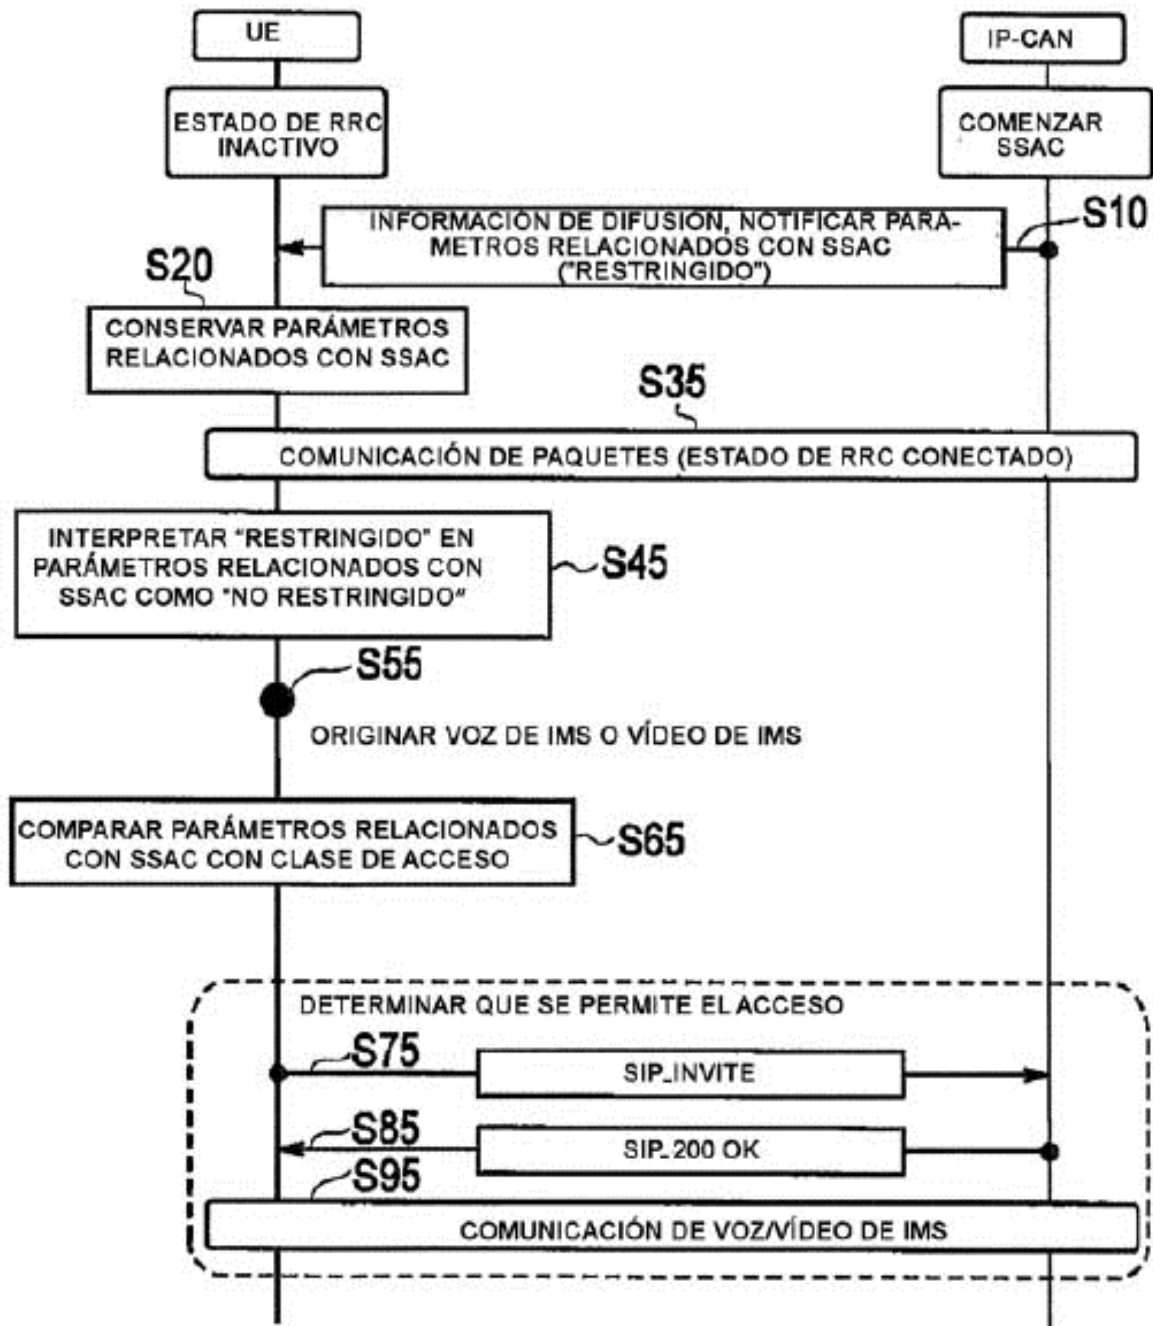 UE
IP-CAN
ESTADO DE RRC
INACTIVO
COMENZAR
SSAC
INFORMACIÓN DE DIFUSIÓN, NOTIFICAR PARA-
METROS RELACIONADOS CON SSAC
("RESTRINGIDO")
S10
S20
CONSERVAR PARÁMETROS
RELACIONADOS CON SSAC
S35
COMUNICACIÓN DE PAQUETES (ESTADO DE RRC CONECTADO)
INTERPRETAR "RESTRINGIDO" EN
PARÁMETROS RELACIONADOS CON
SSAC COMO "NO RESTRINGIDO"
S45
S55
ORIGINAR VOZ DE IMS O VÍDEO DE IMS
COMPARAR PARÁMETROS RELACIONADOS
CON SSAC CON CLASE DE ACCESO
S65
DETERMINAR QUE SE PERMITE EL ACCESO
S75
SIP_INVITE
S85
SIP_200 OK
S95
COMUNICACIÓN DE VOZ/VÍDEO DE IMS